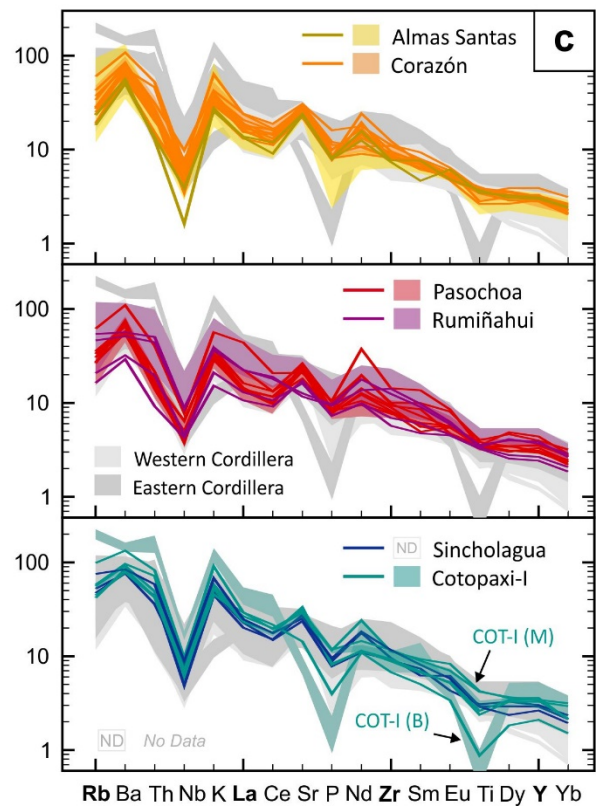 C
100
10
1
Almas Santas
Corazón
100
10
1
Pasochoa
Rumiñahui
Western Cordillera
Eastern Cordillera
100
10
1
ND Sincholagua
Cotopaxi-I
COT-I (M)
COT-I (B)
ND No Data
Rb Ba Th Nb K La Ce Sr P Nd Zr Sm Eu Ti Dy Y Yb